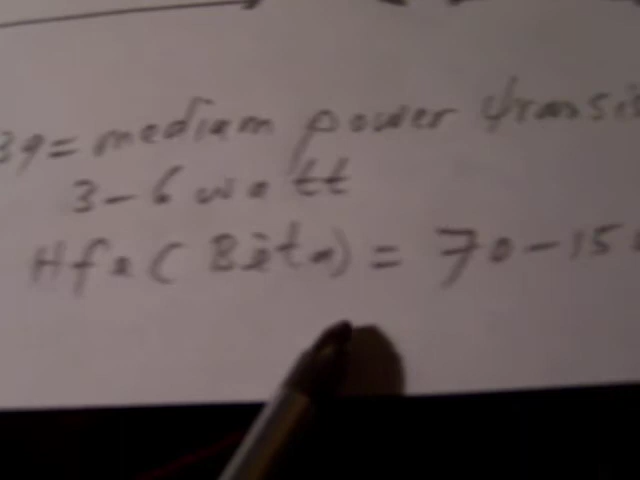 39= medium power transi
3-6 watt
Hfe (Beta) = 70-15